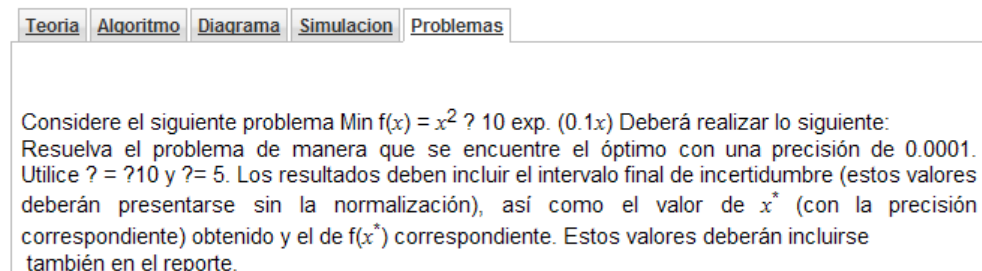 Teoria Algoritmo Diagrama Simulacion Problemas
Considere el siguiente problema Min f(x) = x² ? 10 exp. (0.1x) Deberá realizar lo siguiente:
Resuelva el problema de manera que se encuentre el óptimo con una precisión de 0.0001.
Utilice ? = ?10 y ?= 5. Los resultados deben incluir el intervalo final de incertidumbre (estos valores
deberán presentarse sin la normalización), así como el valor de x* (con la precisión
correspondiente) obtenido y el de f(x*) correspondiente. Estos valores deberán incluirse
también en el reporte.